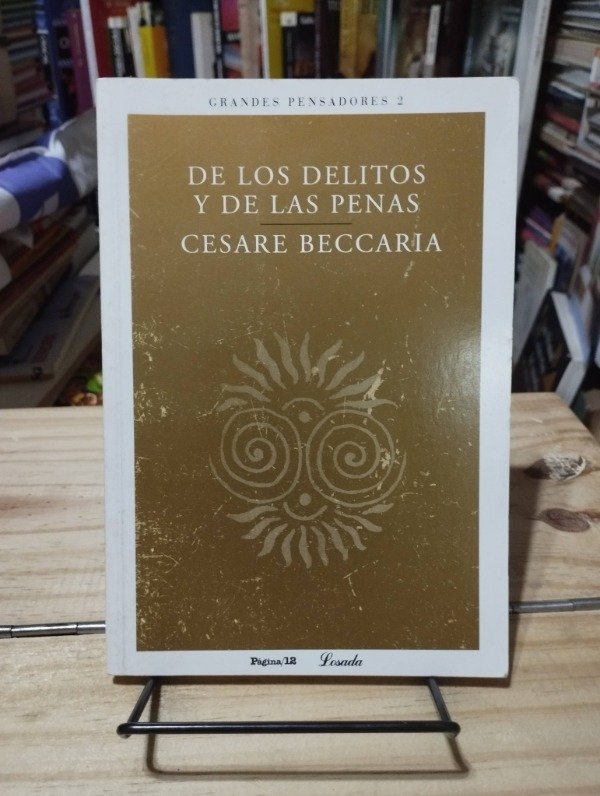 GRANDES PENSADORES 2
DE LOS DELITOS
Y DE LAS PENAS
CESARE BECCARIA
Página/12 Losada